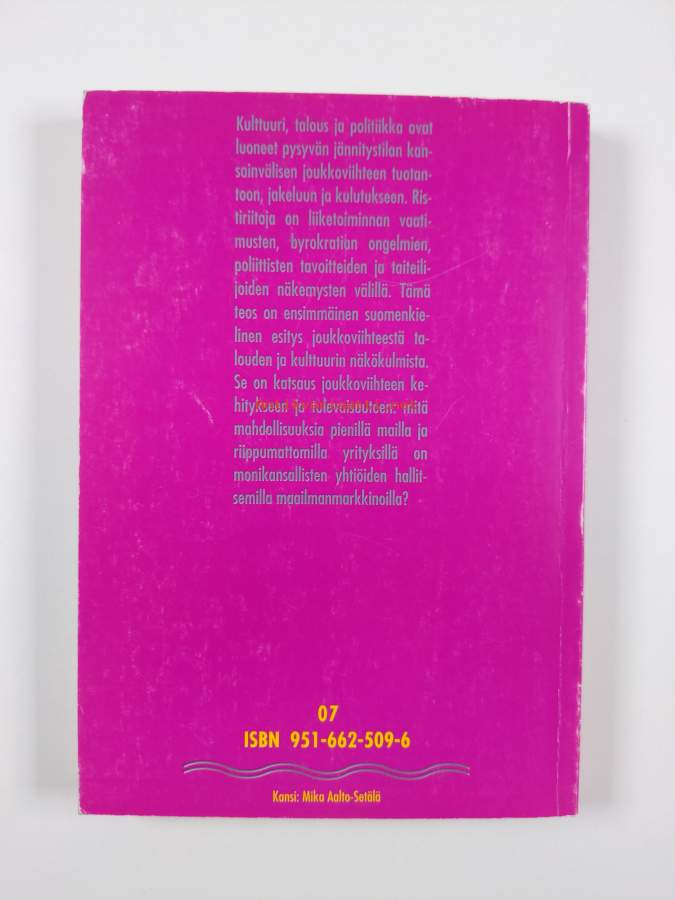 Kulttuuri, talous ja politiikka ovat
luoneet pysyvän jännitystilan kan-
sainvälisen joukkoviihteen tuotan-
toon, jakeluun ja kulutukseen. Ris-
tiriitoja on liiketoiminnan vaati-
musten, byrokratian ongelmien,
poliittisten tavoitteiden ja taiteili-
joiden näkemysten välillä. Tämä
teos on ensimmäinen suomenkie-
linen esitys joukkoviihteestä ta-
louden ja kulttuurin näkökulmista.
Se on katsaus joukkoviihteen ke-
hitykseen ja tulevaisuuteen: mitä
mahdollisuuksia pienillä mailla ja
riippumattomilla yrityksillä on
monikansallisten yhtiöiden hallit-
semilla maailmanmarkkinoilla?
07
ISBN 951-662-509-6
Kansi: Mika Aalto-Setälä